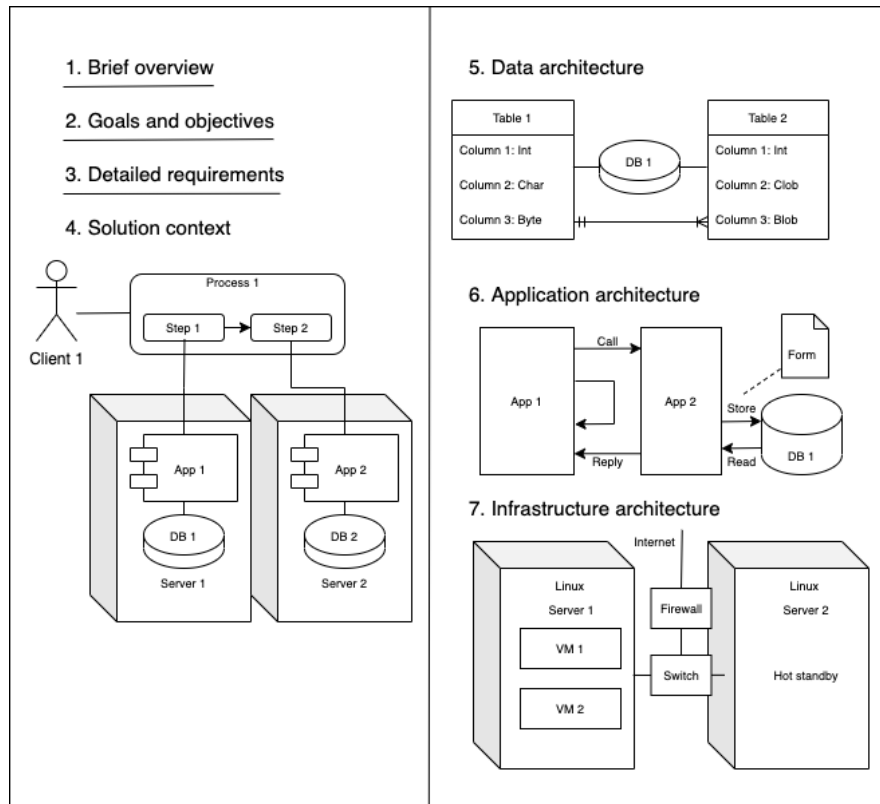 1. Brief overview
2. Goals and objectives
3. Detailed requirements
4. Solution context
Process 1
Step 1
Step 2
Client 1
App 1
App 2
DB 1
DB 2
Server 1
Server 2
5. Data architecture
Table 1
Column 1: Int
Column 2: Char
Column 3: Byte
DB 1
Table 2
Column 1: Int
Column 2: Clob
Column 3: Blob
6. Application architecture
Call
Form
App 1
App 2
Store
Reply
Read
DB 1
7. Infrastructure architecture
Internet
Linux
Server 1
VM 1
VM 2
Firewall
Switch
Linux
Server 2
Hot standby